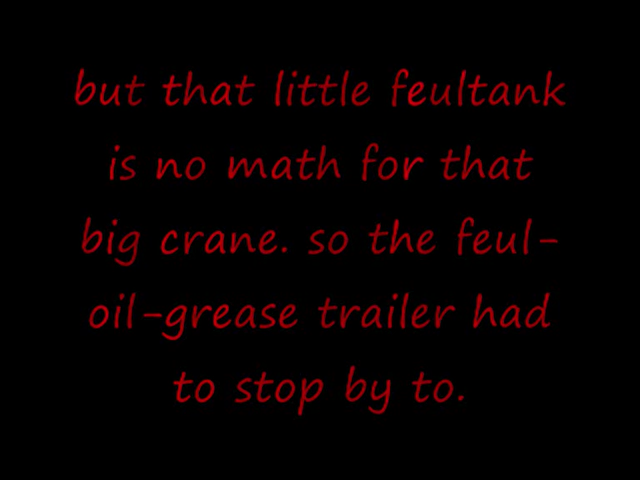 but that little feultank
is no math for that
big crane. so the feul-
oil-grease trailer had
to stop by to.